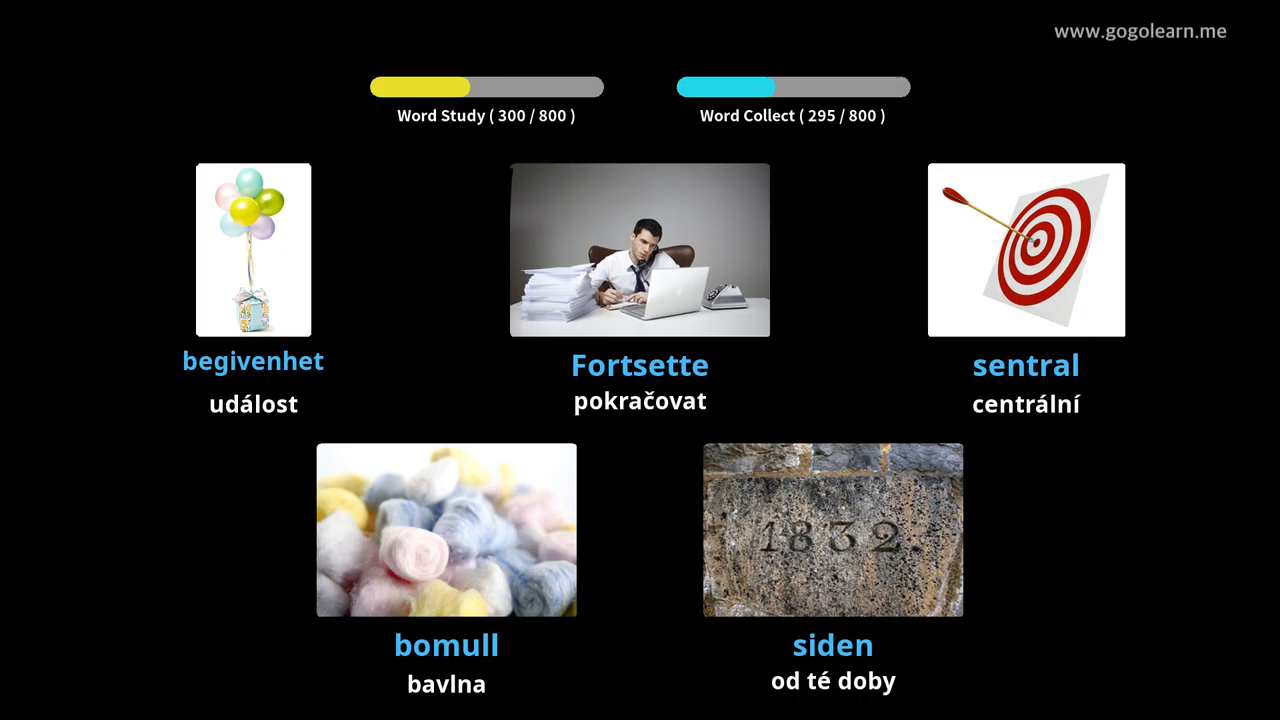 www.gogolearn.me
Word Study ( 300 / 800 )
Word Collect ( 295 / 800 )
begivenhet
událost
Fortsette
pokračovat
sentral
centrální
1832.
bomull
bavlna
siden
od té doby